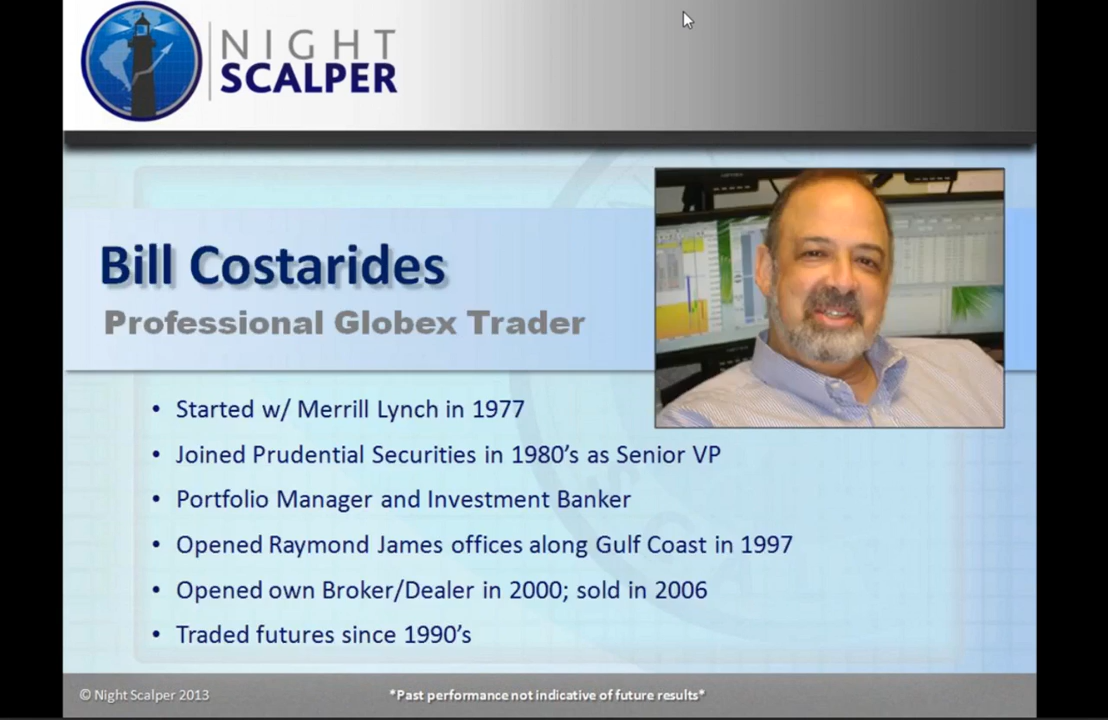 NIGHT
SCALPER
Bill Costarides
Professional Globex Trader
• Started w/ Merrill Lynch in 1977
• Joined Prudential Securities in 1980's as Senior VP
• Portfolio Manager and Investment Banker
• Opened Raymond James offices along Gulf Coast in 1997
• Opened own Broker/Dealer in 2000; sold in 2006
• Traded futures since 1990's
© Night Scalper 2013
*Past performance not indicative of future results*